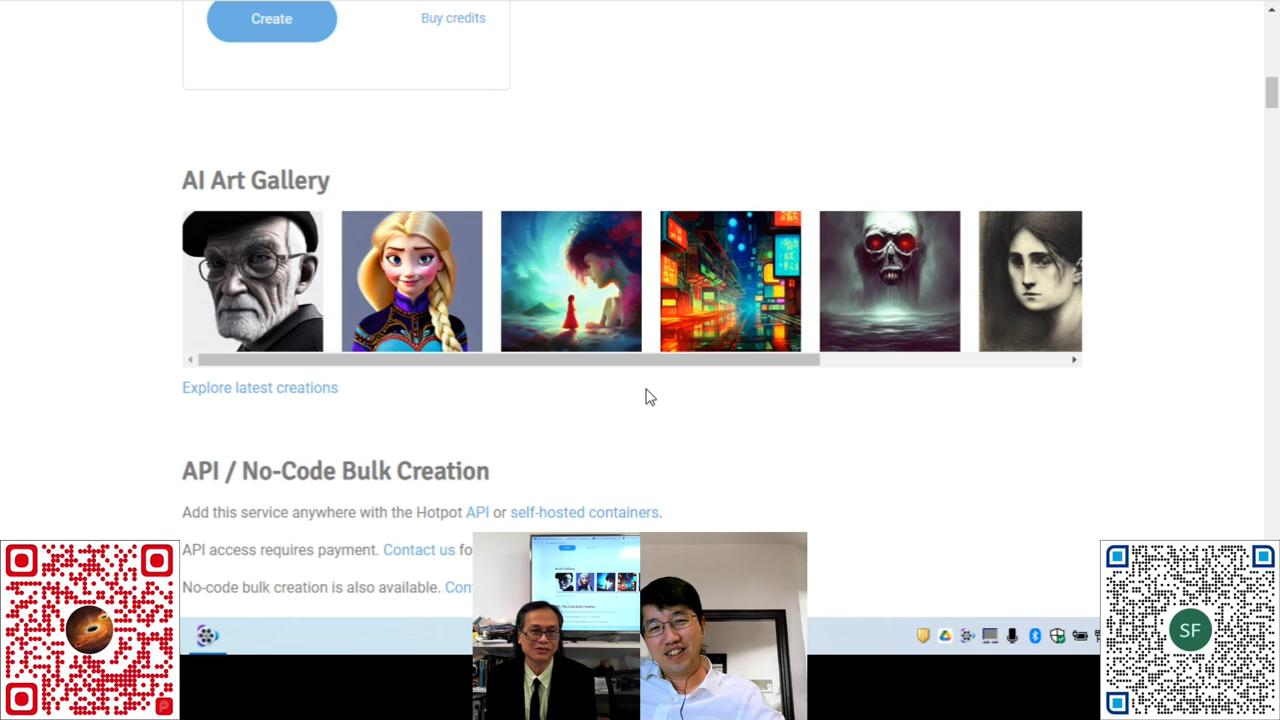 Create
Buy credits
AI Art Gallery
Explore latest creations
API / No-Code Bulk Creation
Add this service anywhere with the Hotpot API or self-hosted containers.
API access requires payment. Contact us fo
No-code bulk creation is also available. Con
SF